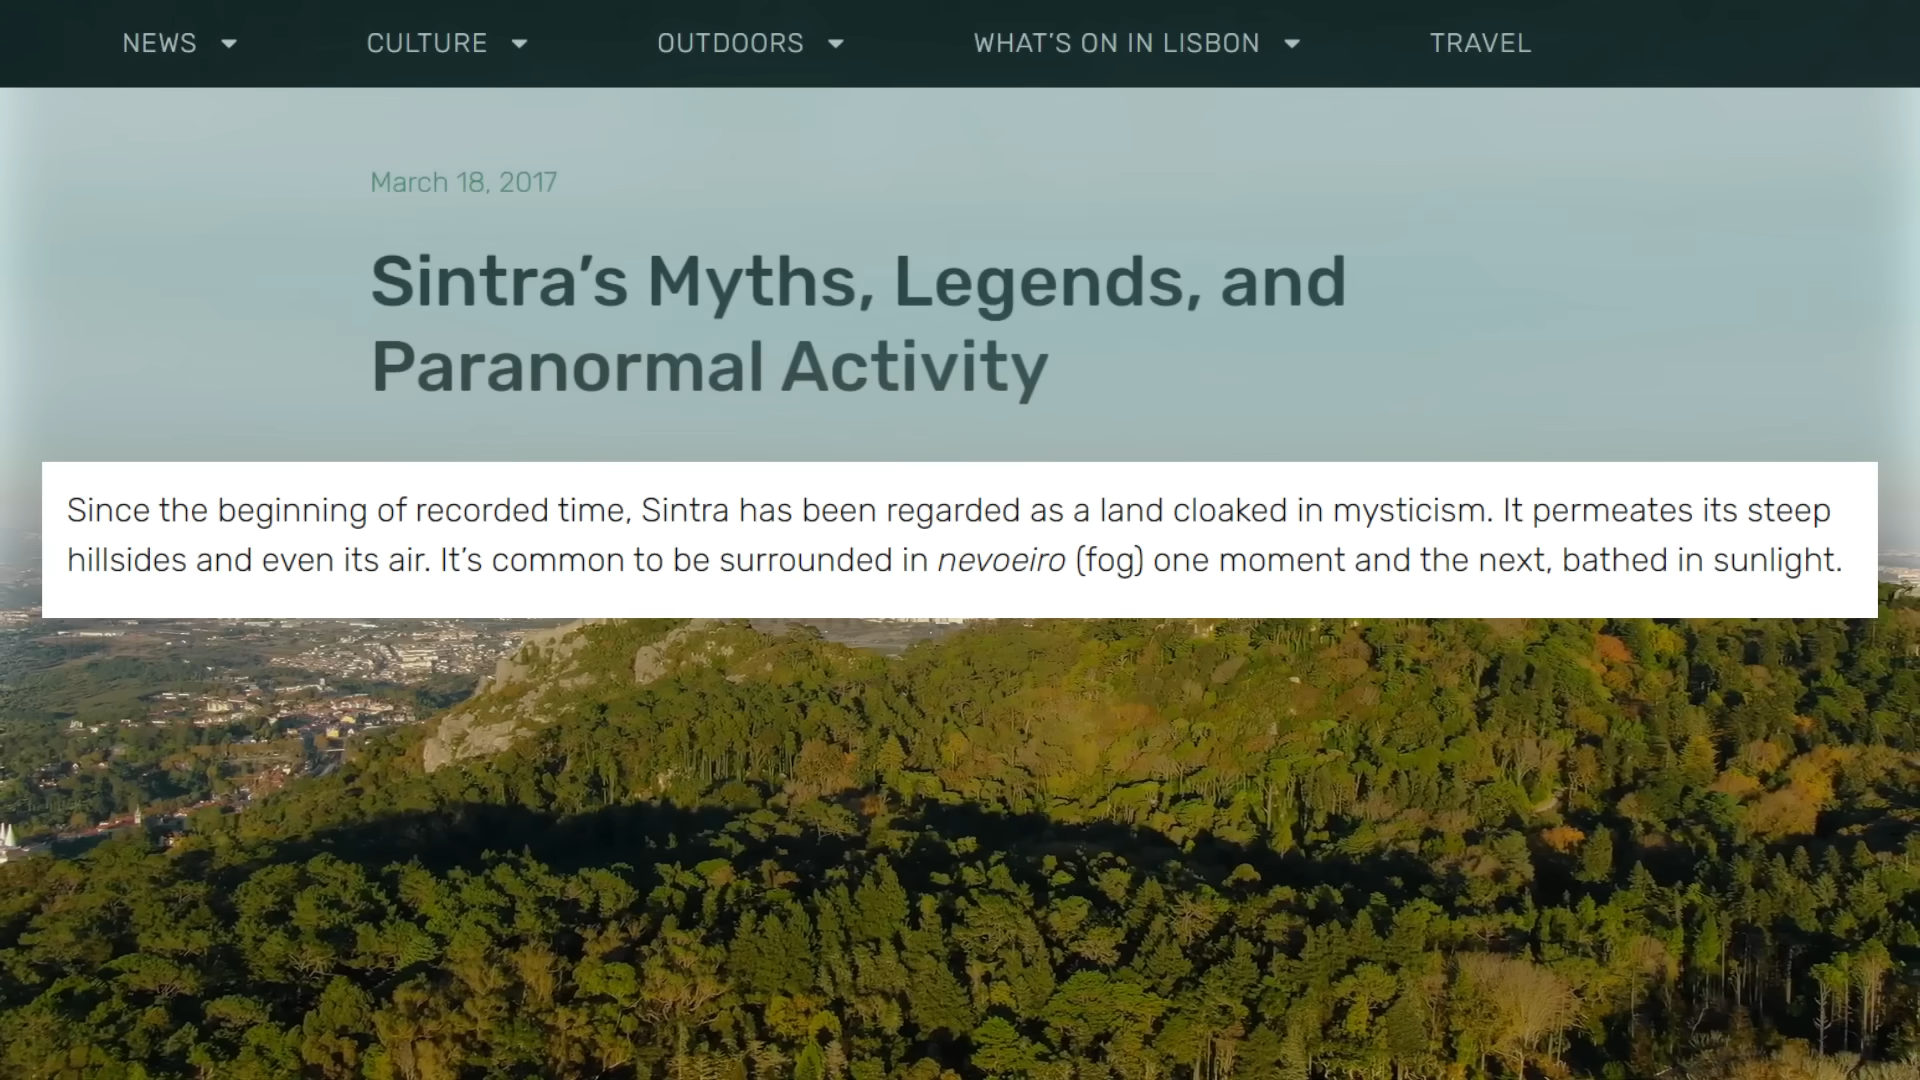 NEWS CULTURE OUTDOORS WHAT’S ON IN LISBON TRAVEL
March 18, 2017
Sintra’s Myths, Legends, and
Paranormal Activity
Since the beginning of recorded time, Sintra has been regarded as a land cloaked in mysticism. It permeates its steep
hillsides and even its air. It’s common to be surrounded in nevoeiro (fog) one moment and the next, bathed in sunlight.